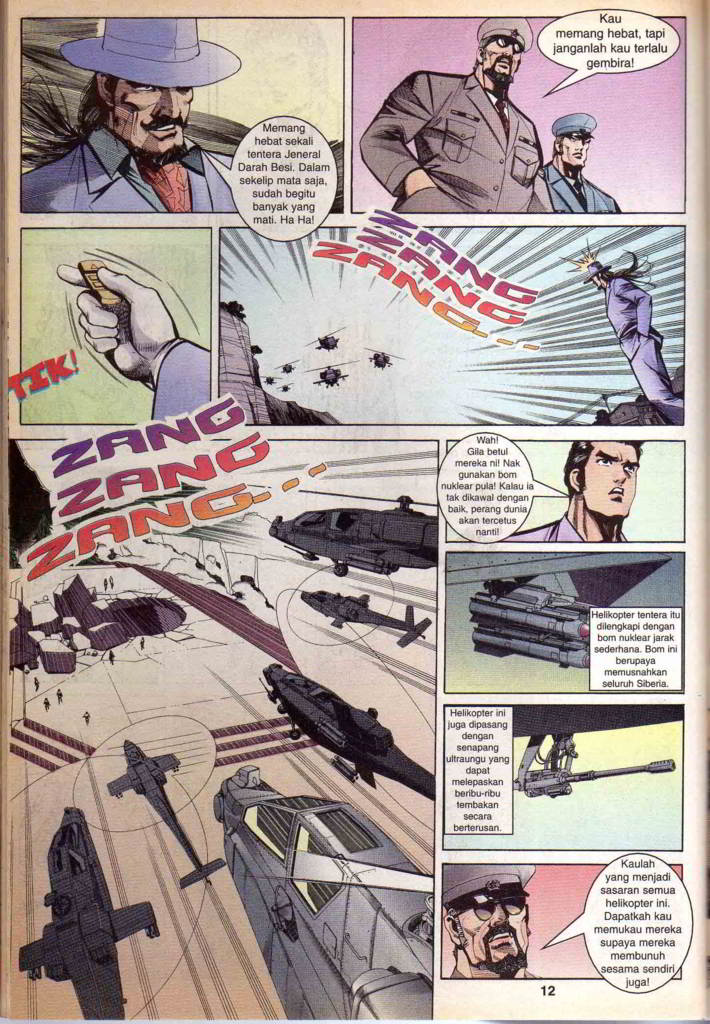 Memang
hebat sekali
tentera Jeneral
Darah Besi. Dalam
sekelip mata saja,
sudah begitu
banyak yang
mati. Ha Ha!
Kau
memang hebat, tapi
janganlah kau terlalu
gembira!
TIK!
ZANG
ZANG
ZANG...
ZANG
ZANG
ZANG...
Wah!
Gila betul
mereka ni! Nak
gunakan bom
nuklear pula! Kalau ia
tak dikawal dengan
baik, perang dunia
akan tercetus
nanti!
Helikopter tentera itu
dilengkapi dengan
bom nuklear jarak
sederhana. Bom ini
berupaya
memusnahkan
seluruh Siberia.
Helikopter ini
juga dipasang
dengan
senapang
ultraungu yang
dapat
melepaskan
beribu-ribu
tembakan
secara
berterusan.
Kaulah
yang menjadi
sasaran semua
helikopter ini.
Dapatkah kau
memukau mereka
supaya mereka
membunuh
sesama sendiri
juga!
12